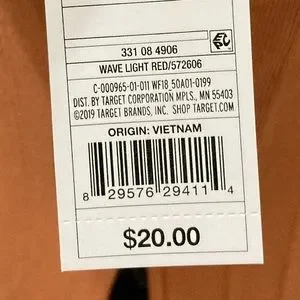 331 08 4906
EPC
WAVE LIGHT RED/572606
C-000965-01-011 WF18_50A01-0199
DIST. BY TARGET CORPORATION MPLS., MN 55403
©2019 TARGET BRANDS, INC. SHOP TARGET.COM
ORIGIN: VIETNAM
8 29576 29411 4
$20.00